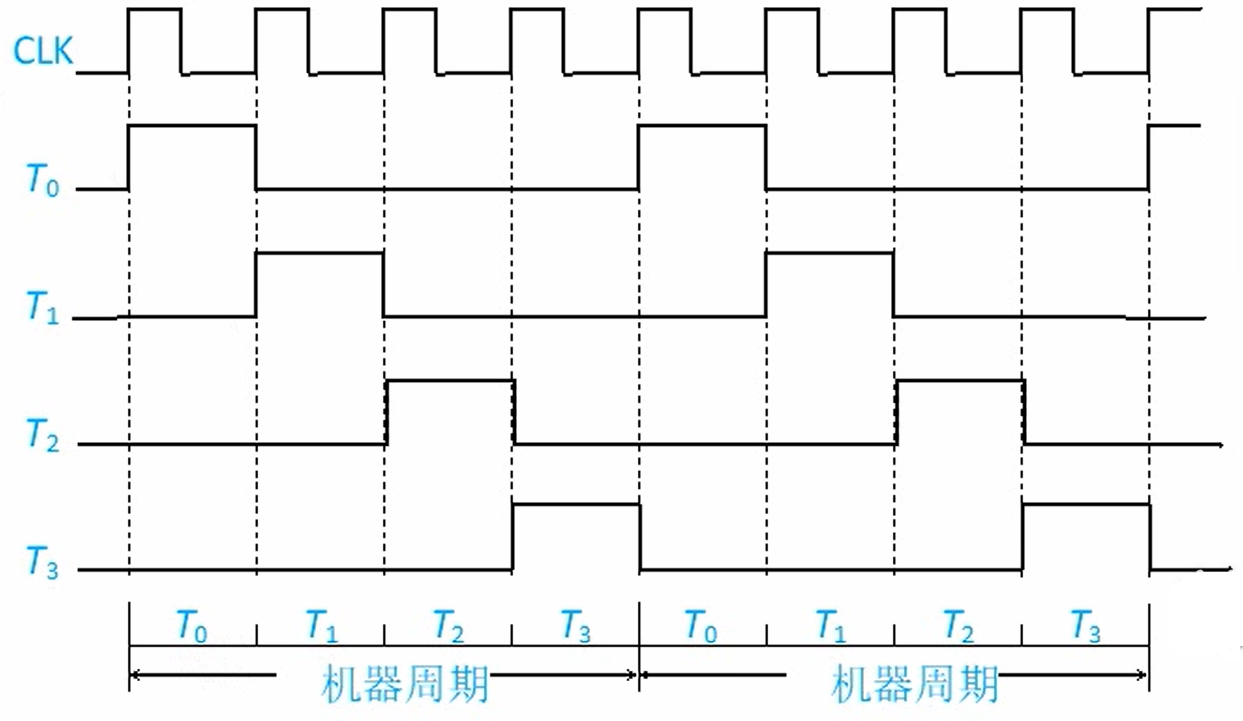 CLK
T₀
T₁
T₂
T₃
T₀ T₁ T₂ T₃ T₀ T₁ T₂ T₃
机器周期 机器周期